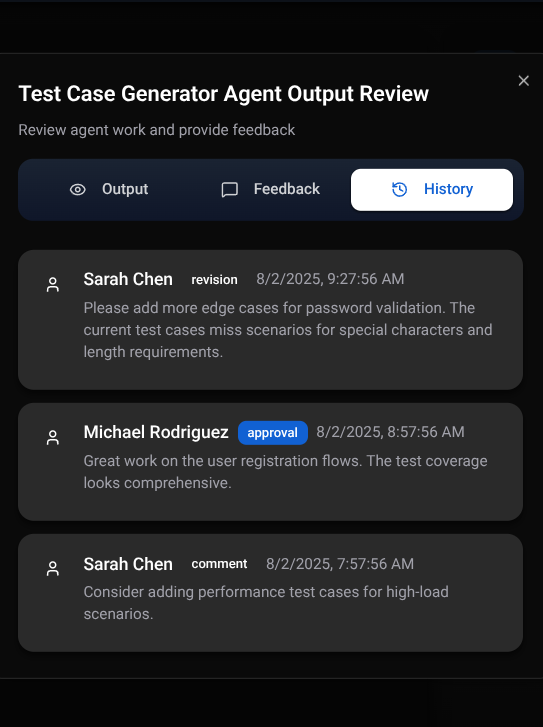 Test Case Generator Agent Output Review
Review agent work and provide feedback
Output Feedback History
Sarah Chen revision 8/2/2025, 9:27:56 AM
Please add more edge cases for password validation. The
current test cases miss scenarios for special characters and
length requirements.
Michael Rodriguez approval 8/2/2025, 8:57:56 AM
Great work on the user registration flows. The test coverage
looks comprehensive.
Sarah Chen comment 8/2/2025, 7:57:56 AM
Consider adding performance test cases for high-load
scenarios.